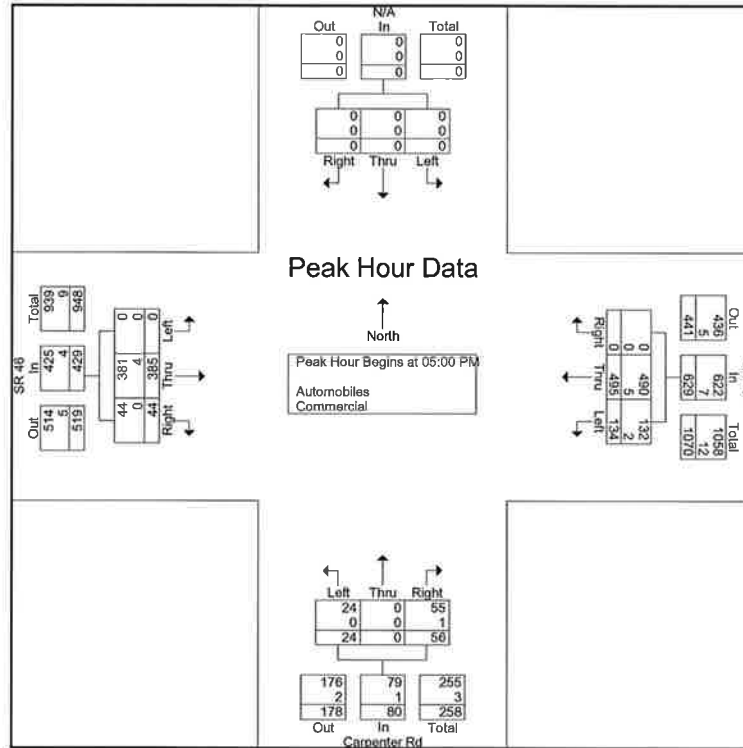 N/A
Out In Total
0 0 0
0 0 0
0 0 0
0 0 0
0 0 0
0 0 0
Right Thru Left
Peak Hour Data
North
Peak Hour Begins at 05:00 PM
Automobiles
Commercial
SR 46
Out In Total
514 425 939
5 4 9
519 429 948
Left Thru Right
0 381 44
0 4 0
0 385 44
Right Thru Left
0 490 132
0 5 2
0 495 134
Out In Total
436 622 1058
5 7 12
441 629 1070
Left Thru Right
24 0 55
0 0 1
24 0 56
176 79 255
2 1 3
178 80 258
Out In Total
Carpenter Rd